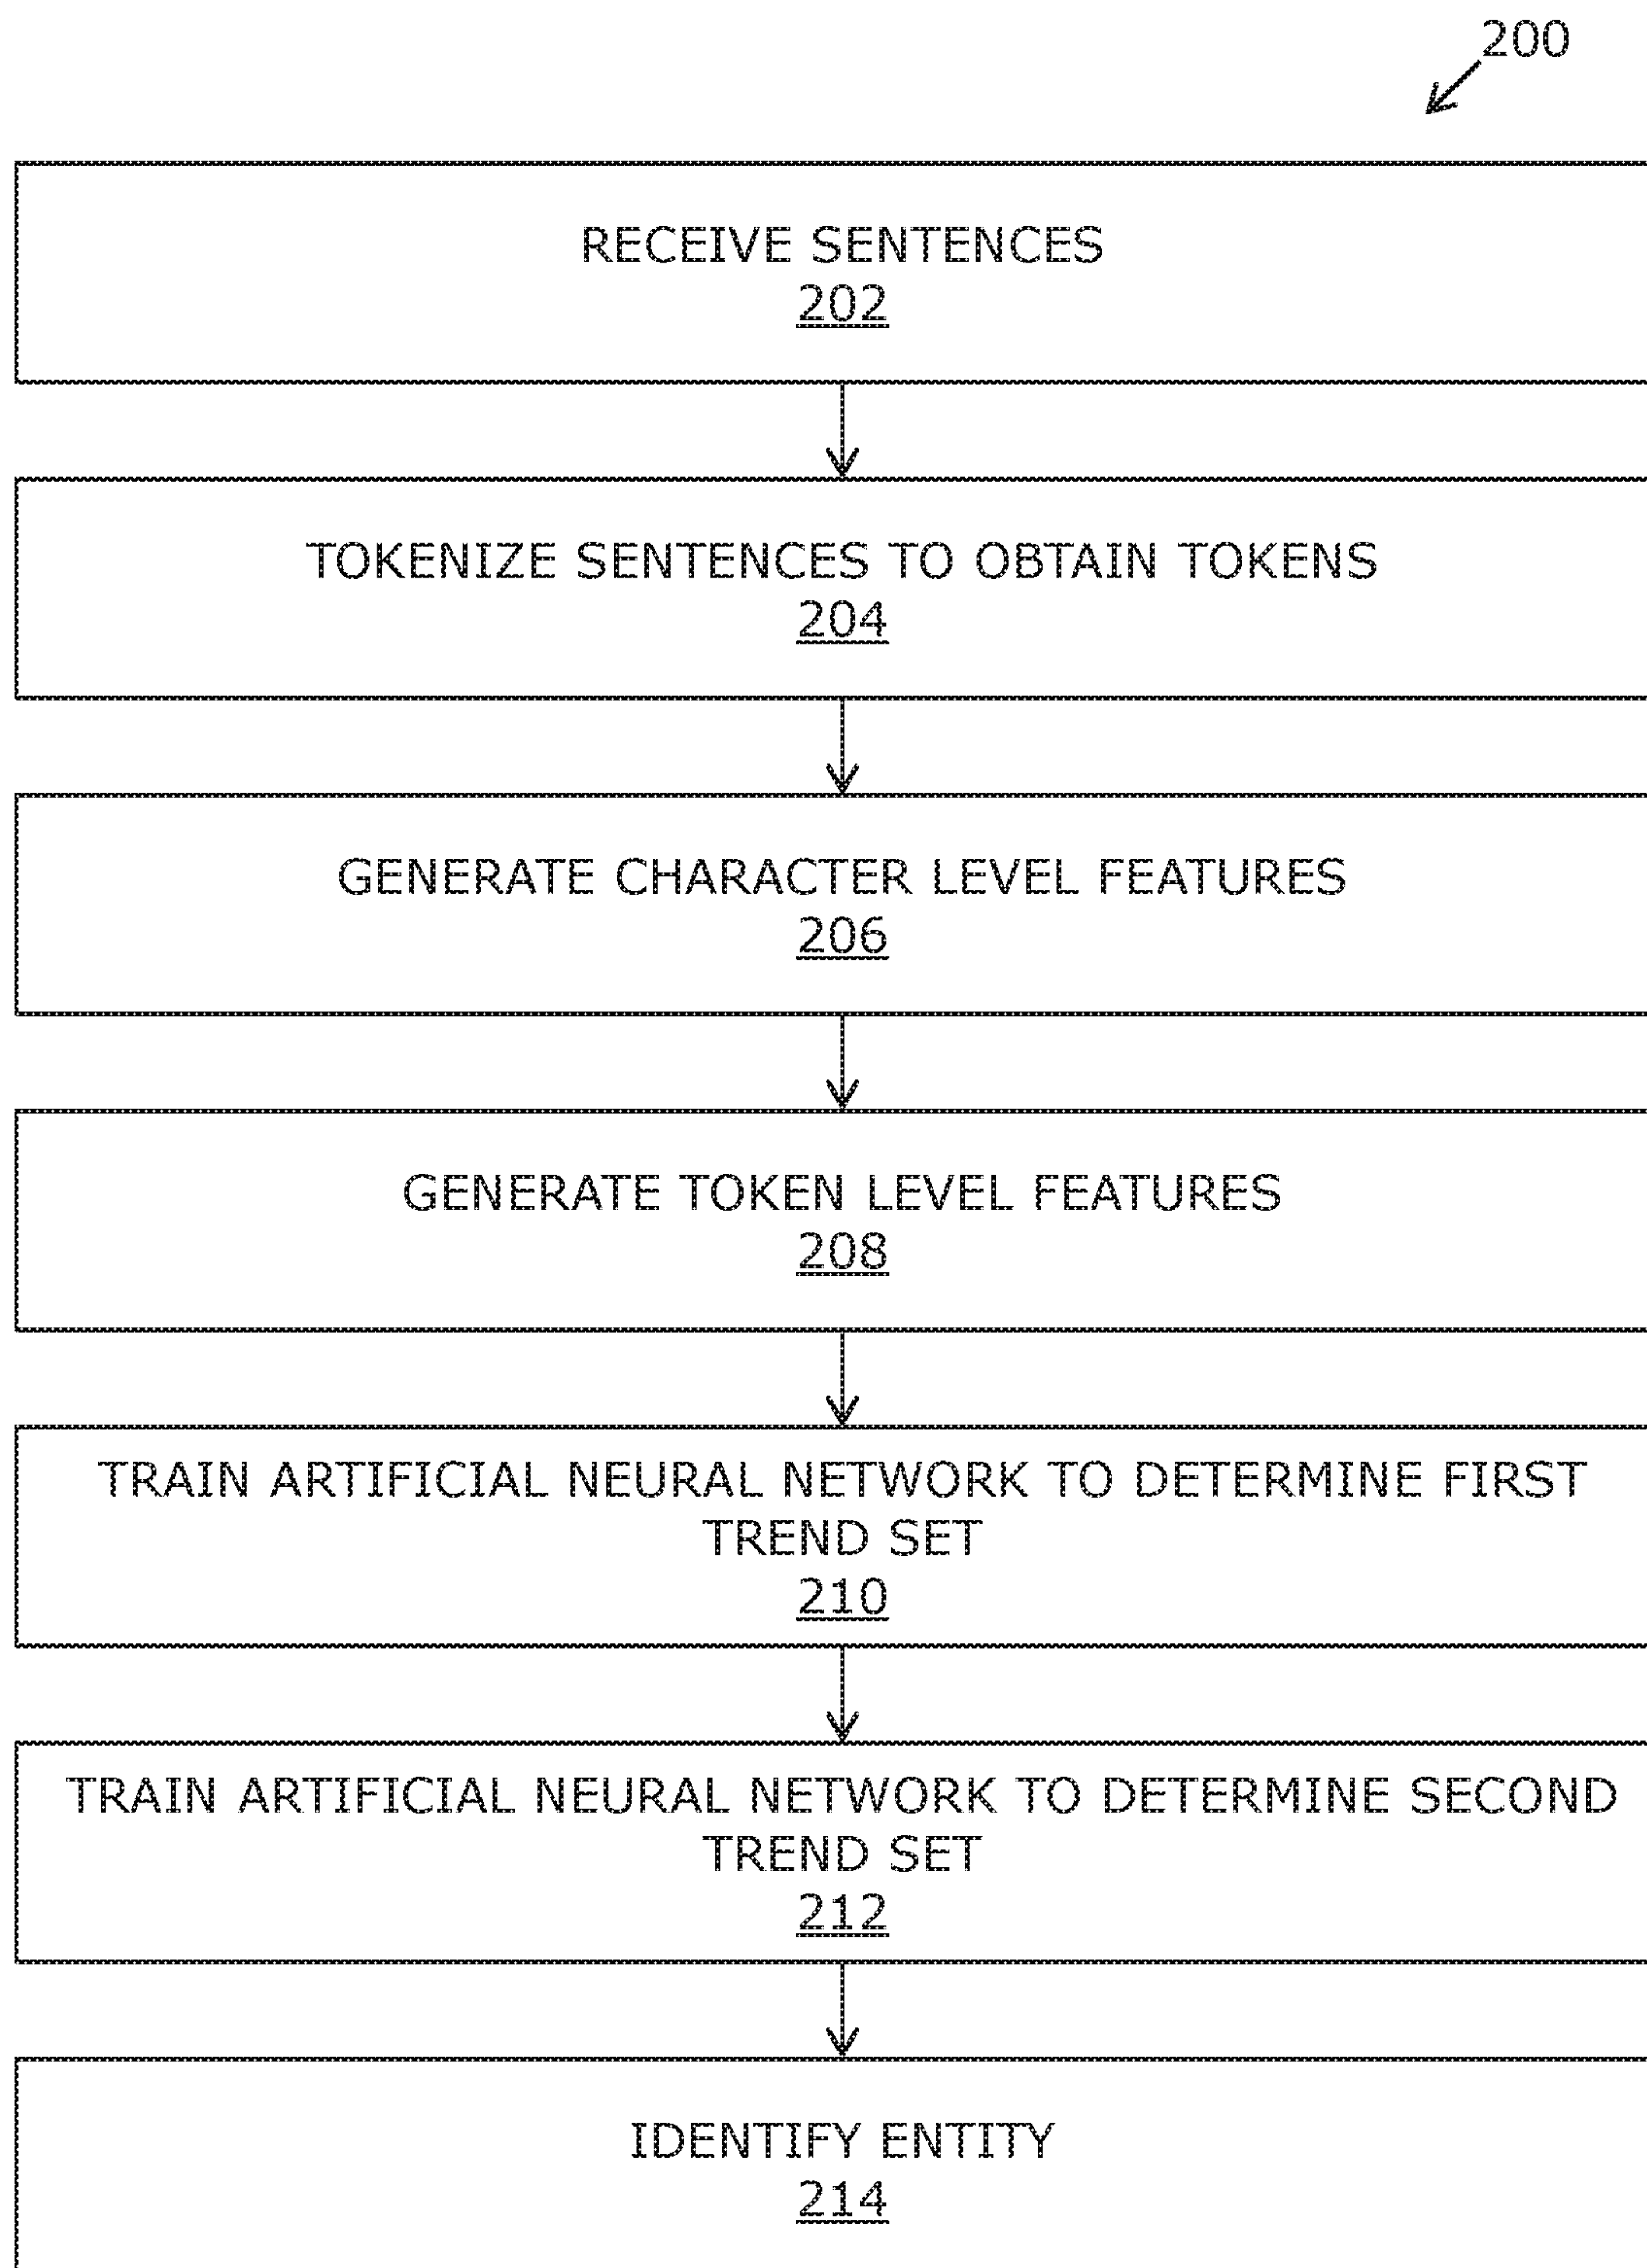 200
RECEIVE SENTENCES
202
TOKENIZE SENTENCES TO OBTAIN TOKENS
204
GENERATE CHARACTER LEVEL FEATURES
206
GENERATE TOKEN LEVEL FEATURES
208
TRAIN ARTIFICIAL NEURAL NETWORK TO DETERMINE FIRST
TREND SET
210
TRAIN ARTIFICIAL NEURAL NETWORK TO DETERMINE SECOND
TREND SET
212
IDENTIFY ENTITY
214